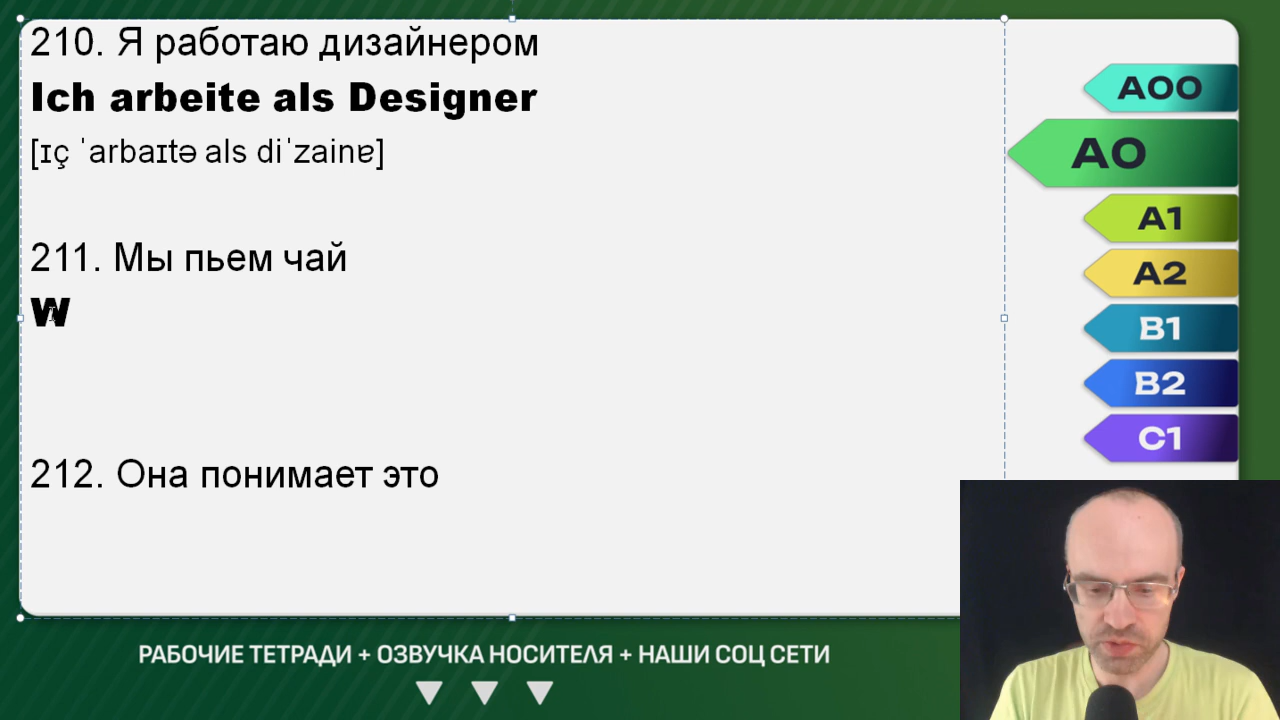 210. Я работаю дизайнером
Ich arbeite als Designer
[ɪç ˈarbaɪtə als diˈzainɐ]
211. Мы пьем чай
W
212. Она понимает это
A00
A0
A1
A2
B1
B2
C1
РАБОЧИЕ ТЕТРАДИ + ОЗВУЧКА НОСИТЕЛЯ + НАШИ СОЦ СЕТИ